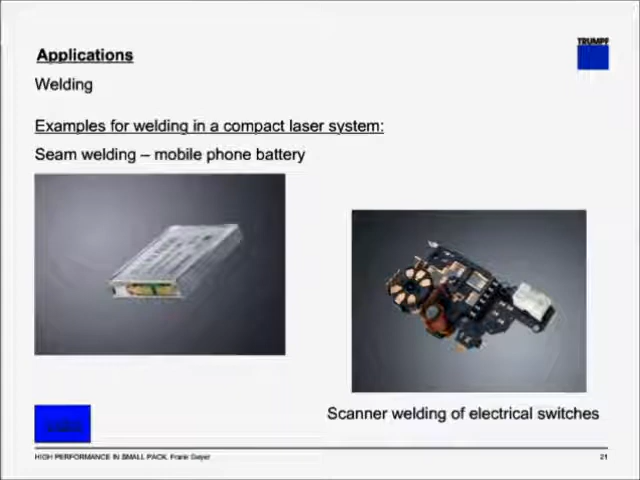 Applications
TRUMPF
Welding
Examples for welding in a compact laser system:
Seam welding – mobile phone battery
Scanner welding of electrical switches
HIGH PERFORMANCE IN SMALL PACK, Frank Geyer
21